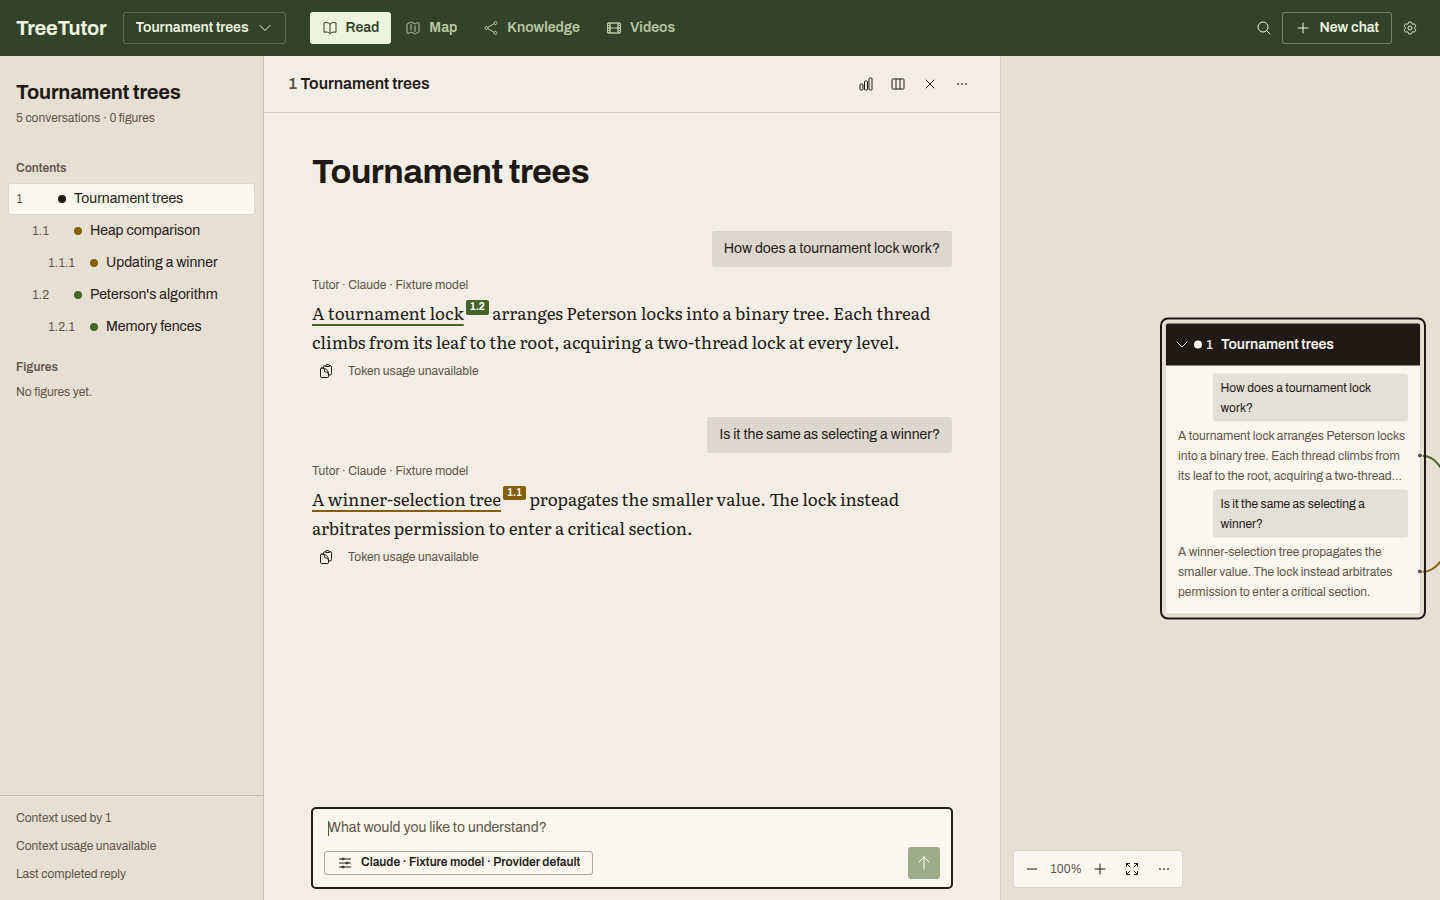 TreeTutor
Tournament trees
Read
Map
Knowledge
Videos
New chat
Tournament trees
5 conversations · 0 figures
Contents
1 Tournament trees
1.1 Heap comparison
1.1.1 Updating a winner
1.2 Peterson's algorithm
1.2.1 Memory fences
Figures
No figures yet.
Context used by 1
Context usage unavailable
Last completed reply
1 Tournament trees
Tournament trees
How does a tournament lock work?
Tutor · Claude · Fixture model
A tournament lock 1.2 arranges Peterson locks into a binary tree. Each thread
climbs from its leaf to the root, acquiring a two-thread lock at every level.
Token usage unavailable
Is it the same as selecting a winner?
Tutor · Claude · Fixture model
A winner-selection tree 1.1 propagates the smaller value. The lock instead
arbitrates permission to enter a critical section.
Token usage unavailable
What would you like to understand?
Claude · Fixture model · Provider default
1 Tournament trees
How does a tournament lock
work?
A tournament lock arranges Peterson locks
into a binary tree. Each thread climbs from
its leaf to the root, acquiring a two-thread...
Is it the same as selecting a
winner?
A winner-selection tree propagates the
smaller value. The lock instead arbitrates
permission to enter a critical section.
100%